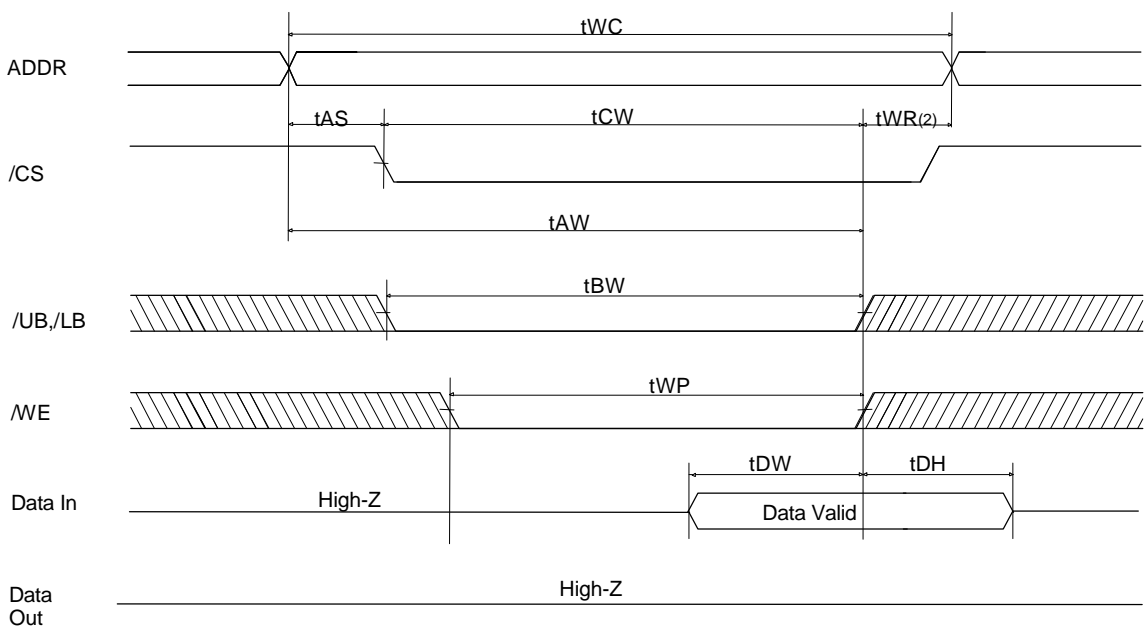 tWC
ADDR
tAS
tCW
tWR(2)
/CS
tAW
tBW
/UB,/LB
tWP
/WE
tDW
tDH
Data In
High-Z
Data Valid
High-Z
Data
Out